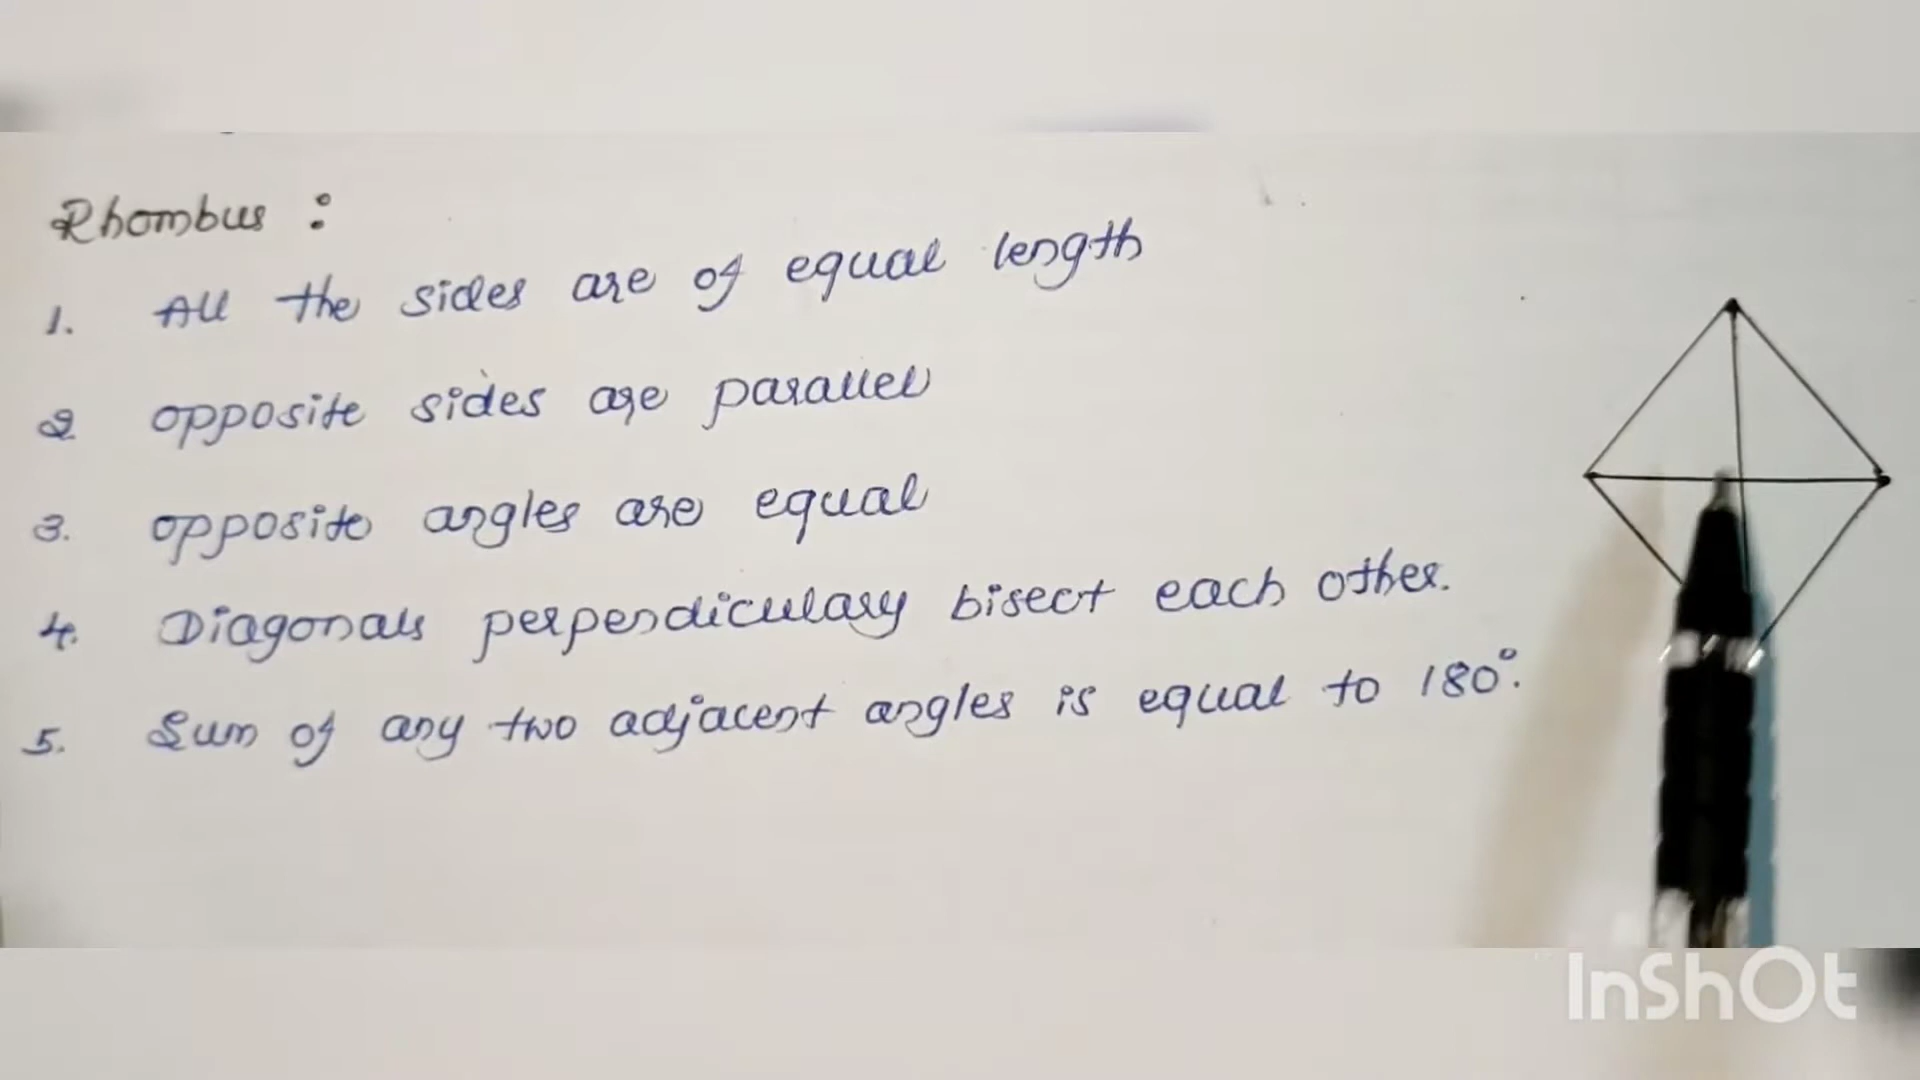 Rhombus :
1. All the sides are of equal length
2. opposite sides are parallel
3. opposite angles are equal
4. Diagonals perpendiculary bisect each other.
5. Sum of any two adjacent angles is equal to 180°.
InShOt